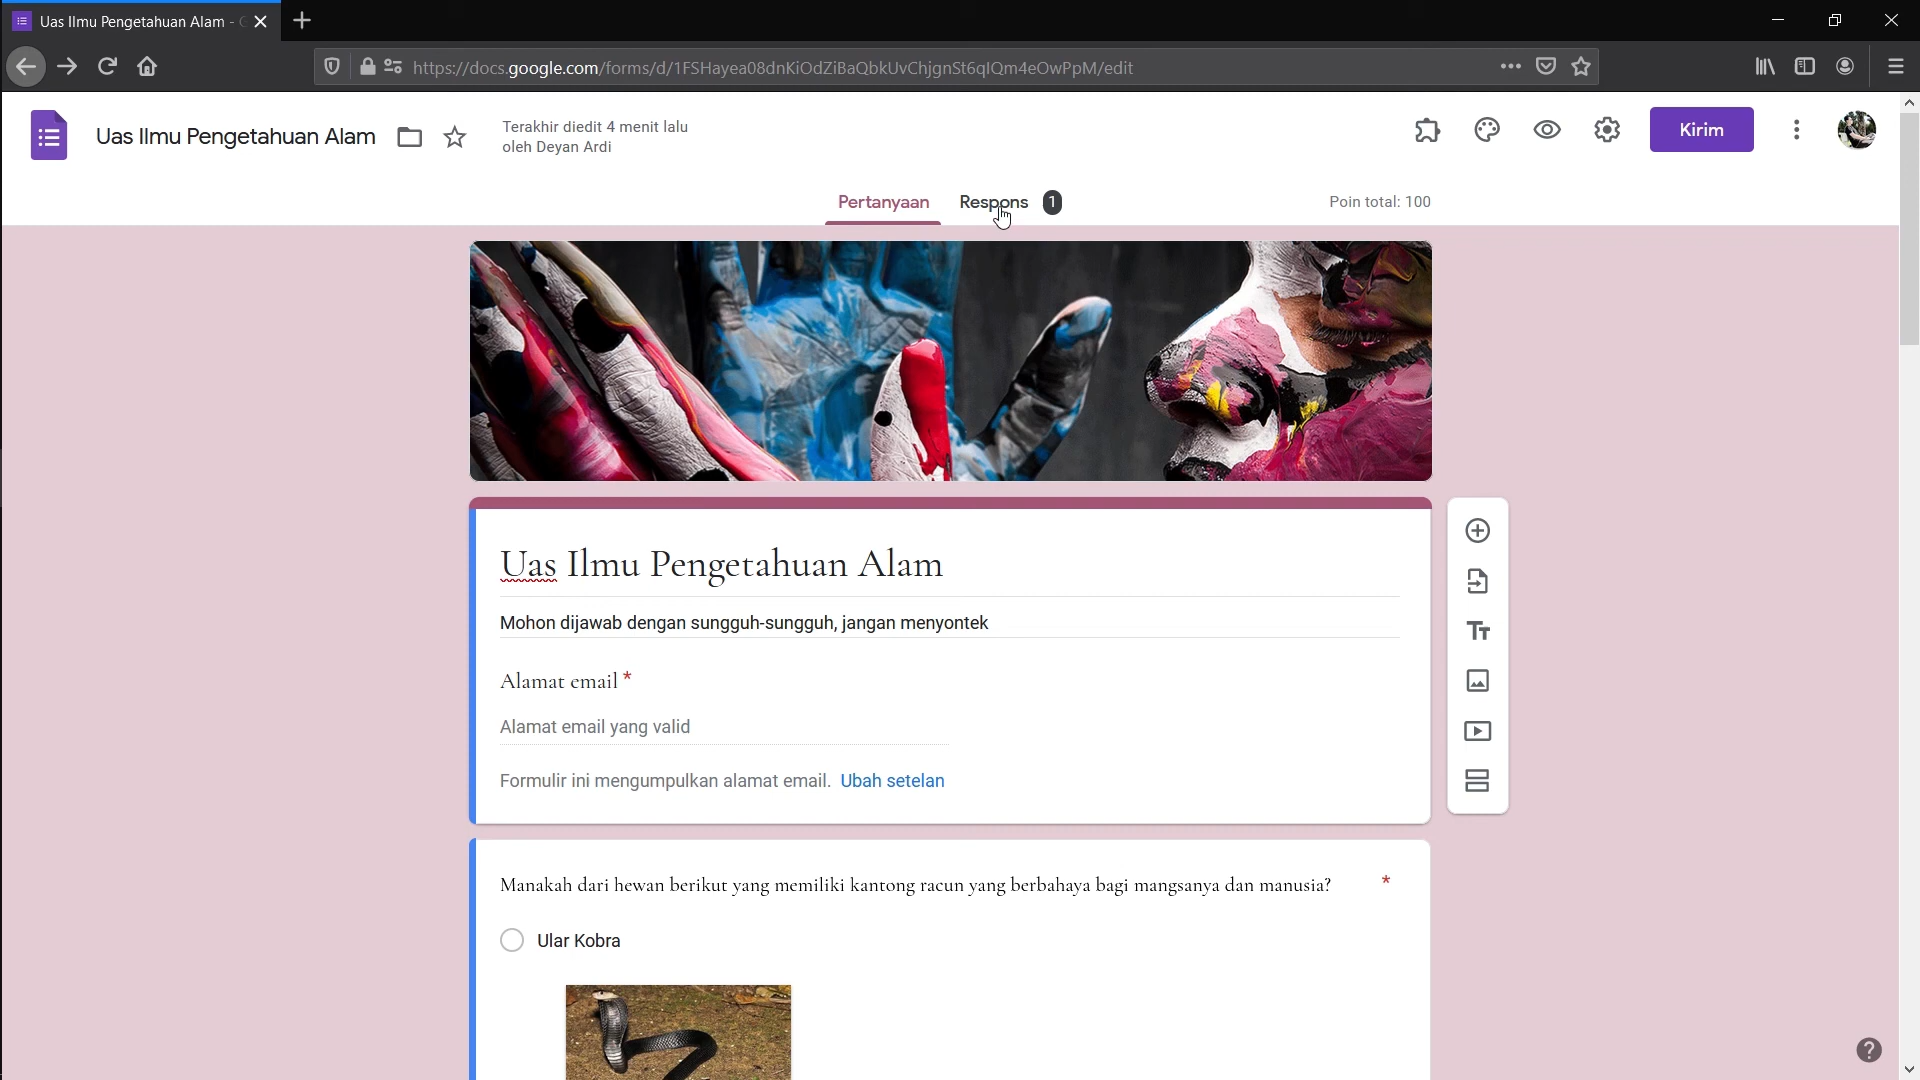 Uas Ilmu Pengetahuan Alam -
https://docs.google.com/forms/d/1FSHayea08dnKiOdZiBaQbkUvChjgnSt6qlQm4eOwPpM/edit
Uas Ilmu Pengetahuan Alam
Terakhir diedit 4 menit lalu
oleh Deyan Ardi
Kirim
Pertanyaan
Respons 1
Poin total: 100
Uas Ilmu Pengetahuan Alam
Mohon dijawab dengan sungguh-sungguh, jangan menyontek
Alamat email *
Alamat email yang valid
Formulir ini mengumpulkan alamat email. Ubah setelan
Manakah dari hewan berikut yang memiliki kantong racun yang berbahaya bagi mangsanya dan manusia? *
Ular Kobra